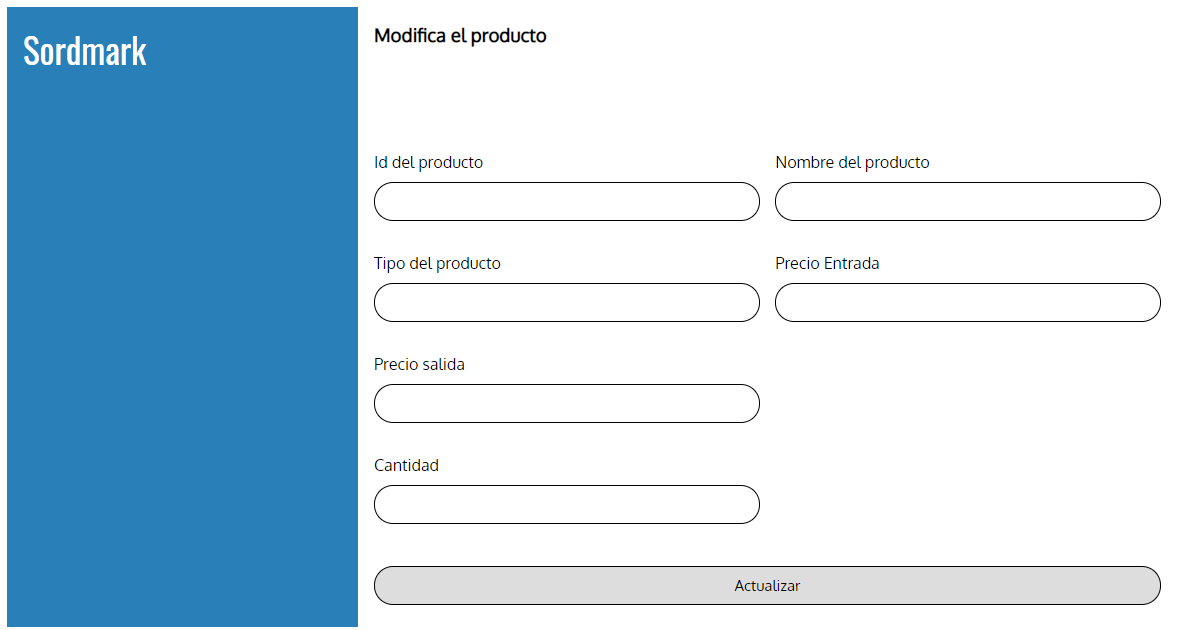 Sordmark
Modifica el producto
Id del producto
Nombre del producto
Tipo del producto
Precio Entrada
Precio salida
Cantidad
Actualizar